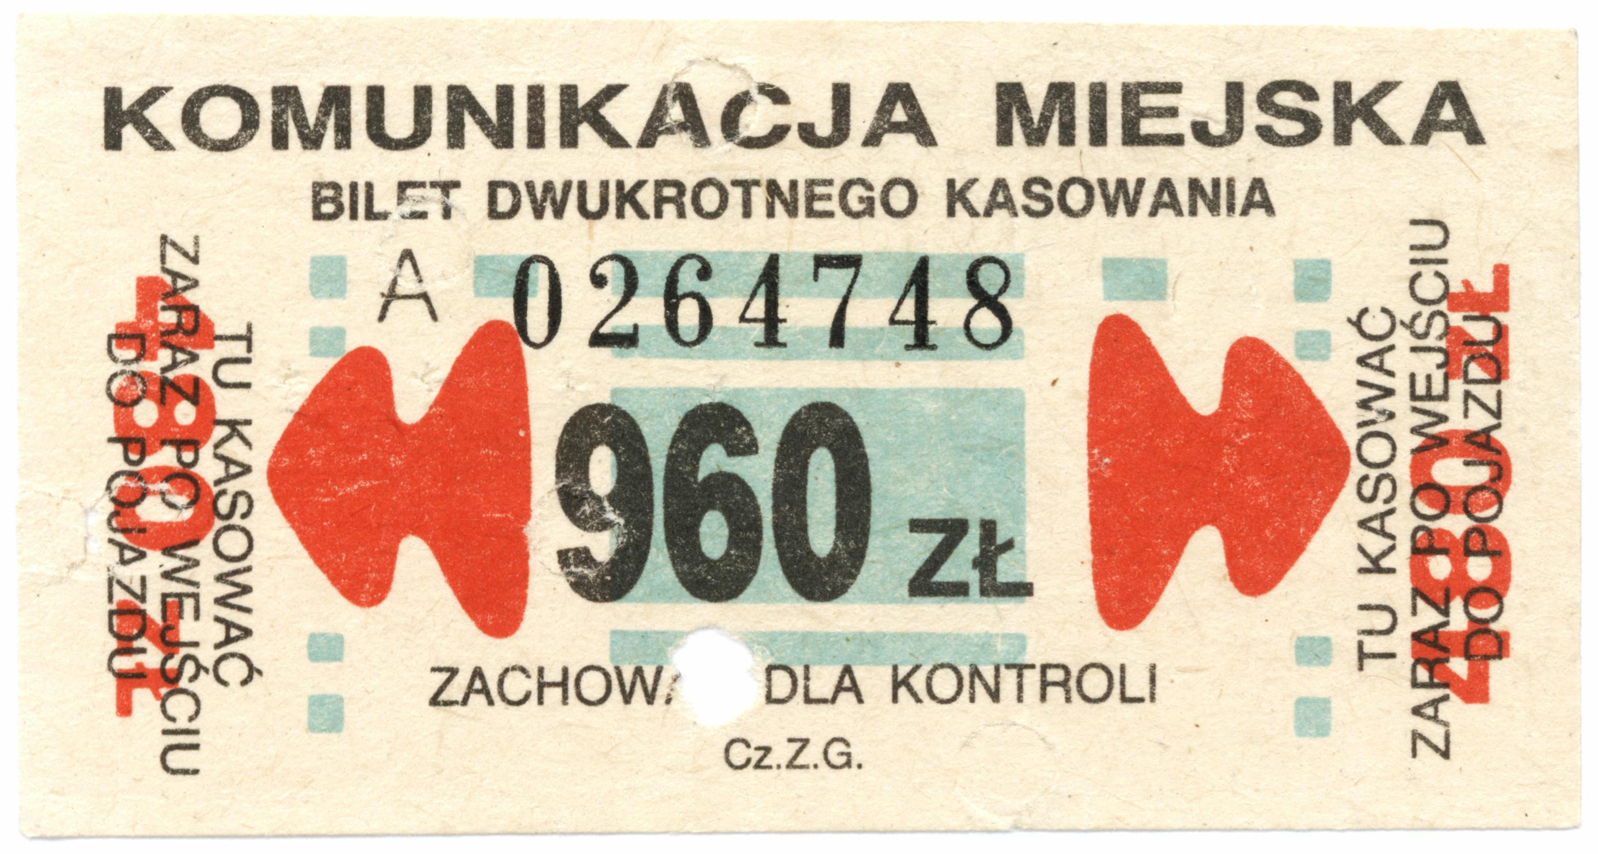 KOMUNIKACJA MIEJSKA
BILET DWUKROTNEGO KASOWANIA
A 0264748
960 ZŁ
ZACHOWA DLA KONTROLI
Cz.Z.G.
TU KASOWAĆ
ZARAZ PO WEJŚCIU
DO POJAZDU
480 ZŁ
TU KASOWAĆ
ZARAZ PO WEJŚCIU
DO POJAZDU
480 ZŁ